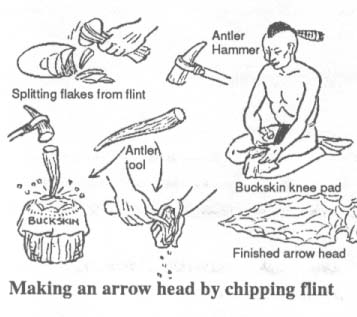 Antler
Hammer
Splitting flakes from flint
Antler
tool
Buckskin knee pad
BUCKSKIN
Finished arrow head
Making an arrow head by chipping flint